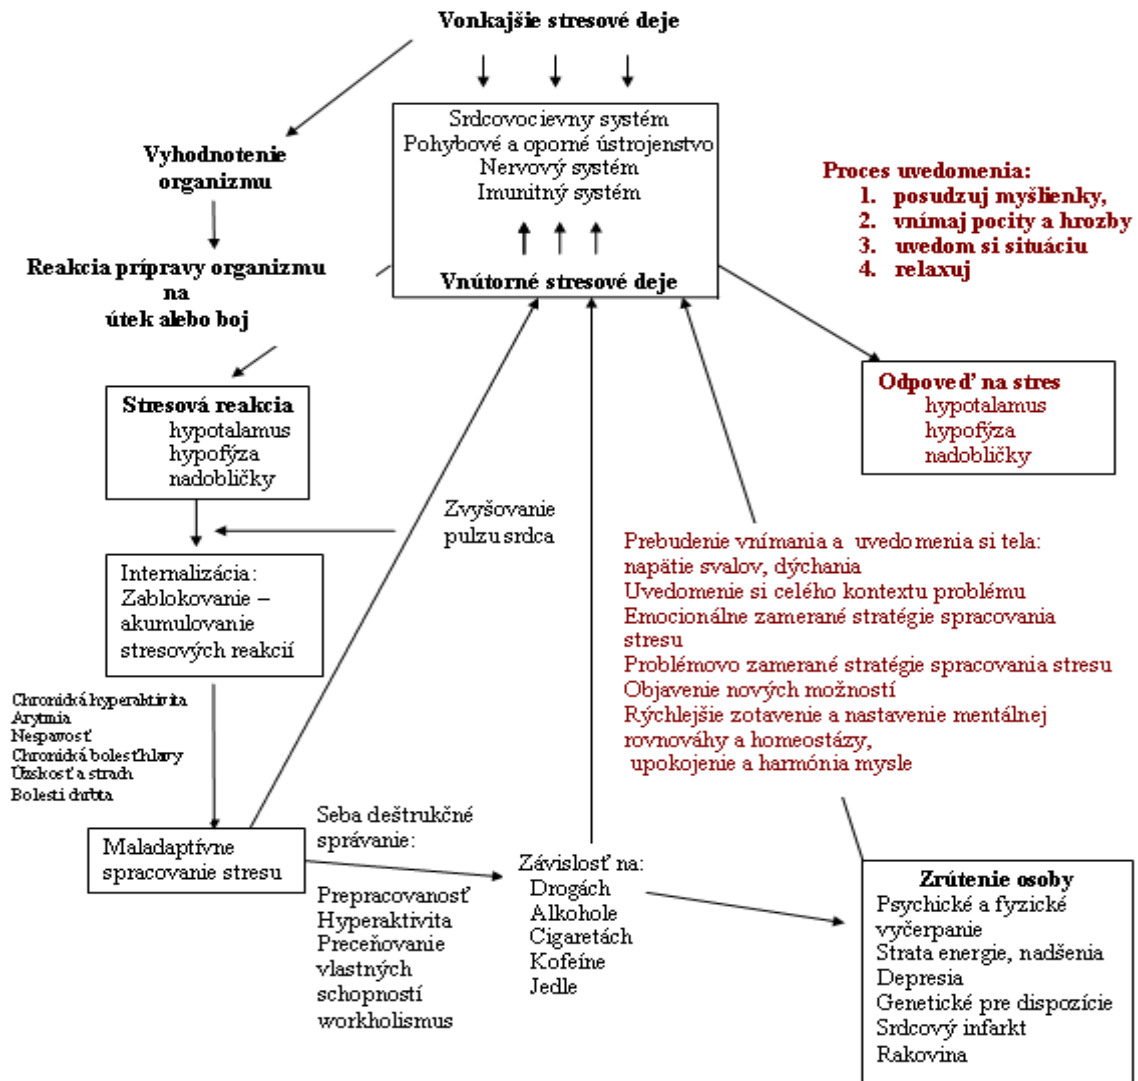 Vonkajšie stresové deje
Srdcovocievny systém
Pohybové a oporné ústrojenstvo
Nervový systém
Imunitný systém
Vnútorné stresové deje
Vyhodnotenie
organizmu
Reakcia prípravy organizmu
na
útek alebo boj
Proces uvedomenia:
1. posudzuj myšlienky,
2. vnímaj pocity a hrozby
3. uvedom si situáciu
4. relaxuj
Stresová reakcia
hypotalamus
hypofýza
nadobličky
Odpoveď na stres
hypotalamus
hypofýza
nadobličky
Zvyšovanie
pulzu srdca
Internalizácia:
Zablokovanie –
akumulovanie
stresových reakcií
Prebudenie vnímania a uvedomenia si tela:
napätie svalov, dýchania
Uvedomenie si celého kontextu problému
Emocionálne zamerané stratégie spracovania
stresu
Problémovo zamerané stratégie spracovania stresu
Objavenie nových možností
Rýchlejšie zotavenie a nastavenie mentálnej
rovnováhy a homeostázy,
upokojenie a harmónia mysle
Chronická hyperaktivita
Arytmia
Nespavosť
Chronická bolesť hlavy
Úzskosť a strach
Bolesti chrbta
Maladaptívne
spracovanie stresu
Seba deštrukčné
správanie:
Prepracovanosť
Hyperaktivita
Preceňovanie
vlastných
schopností
workholismus
Závislosť na:
Drogách
Alkohole
Cigaretách
Kofeíne
Jedle
Zrútenie osoby
Psychické a fyzické
vyčerpanie
Strata energie, nadšenia
Depresia
Genetické pre dispozície
Srdcový infarkt
Rakovina